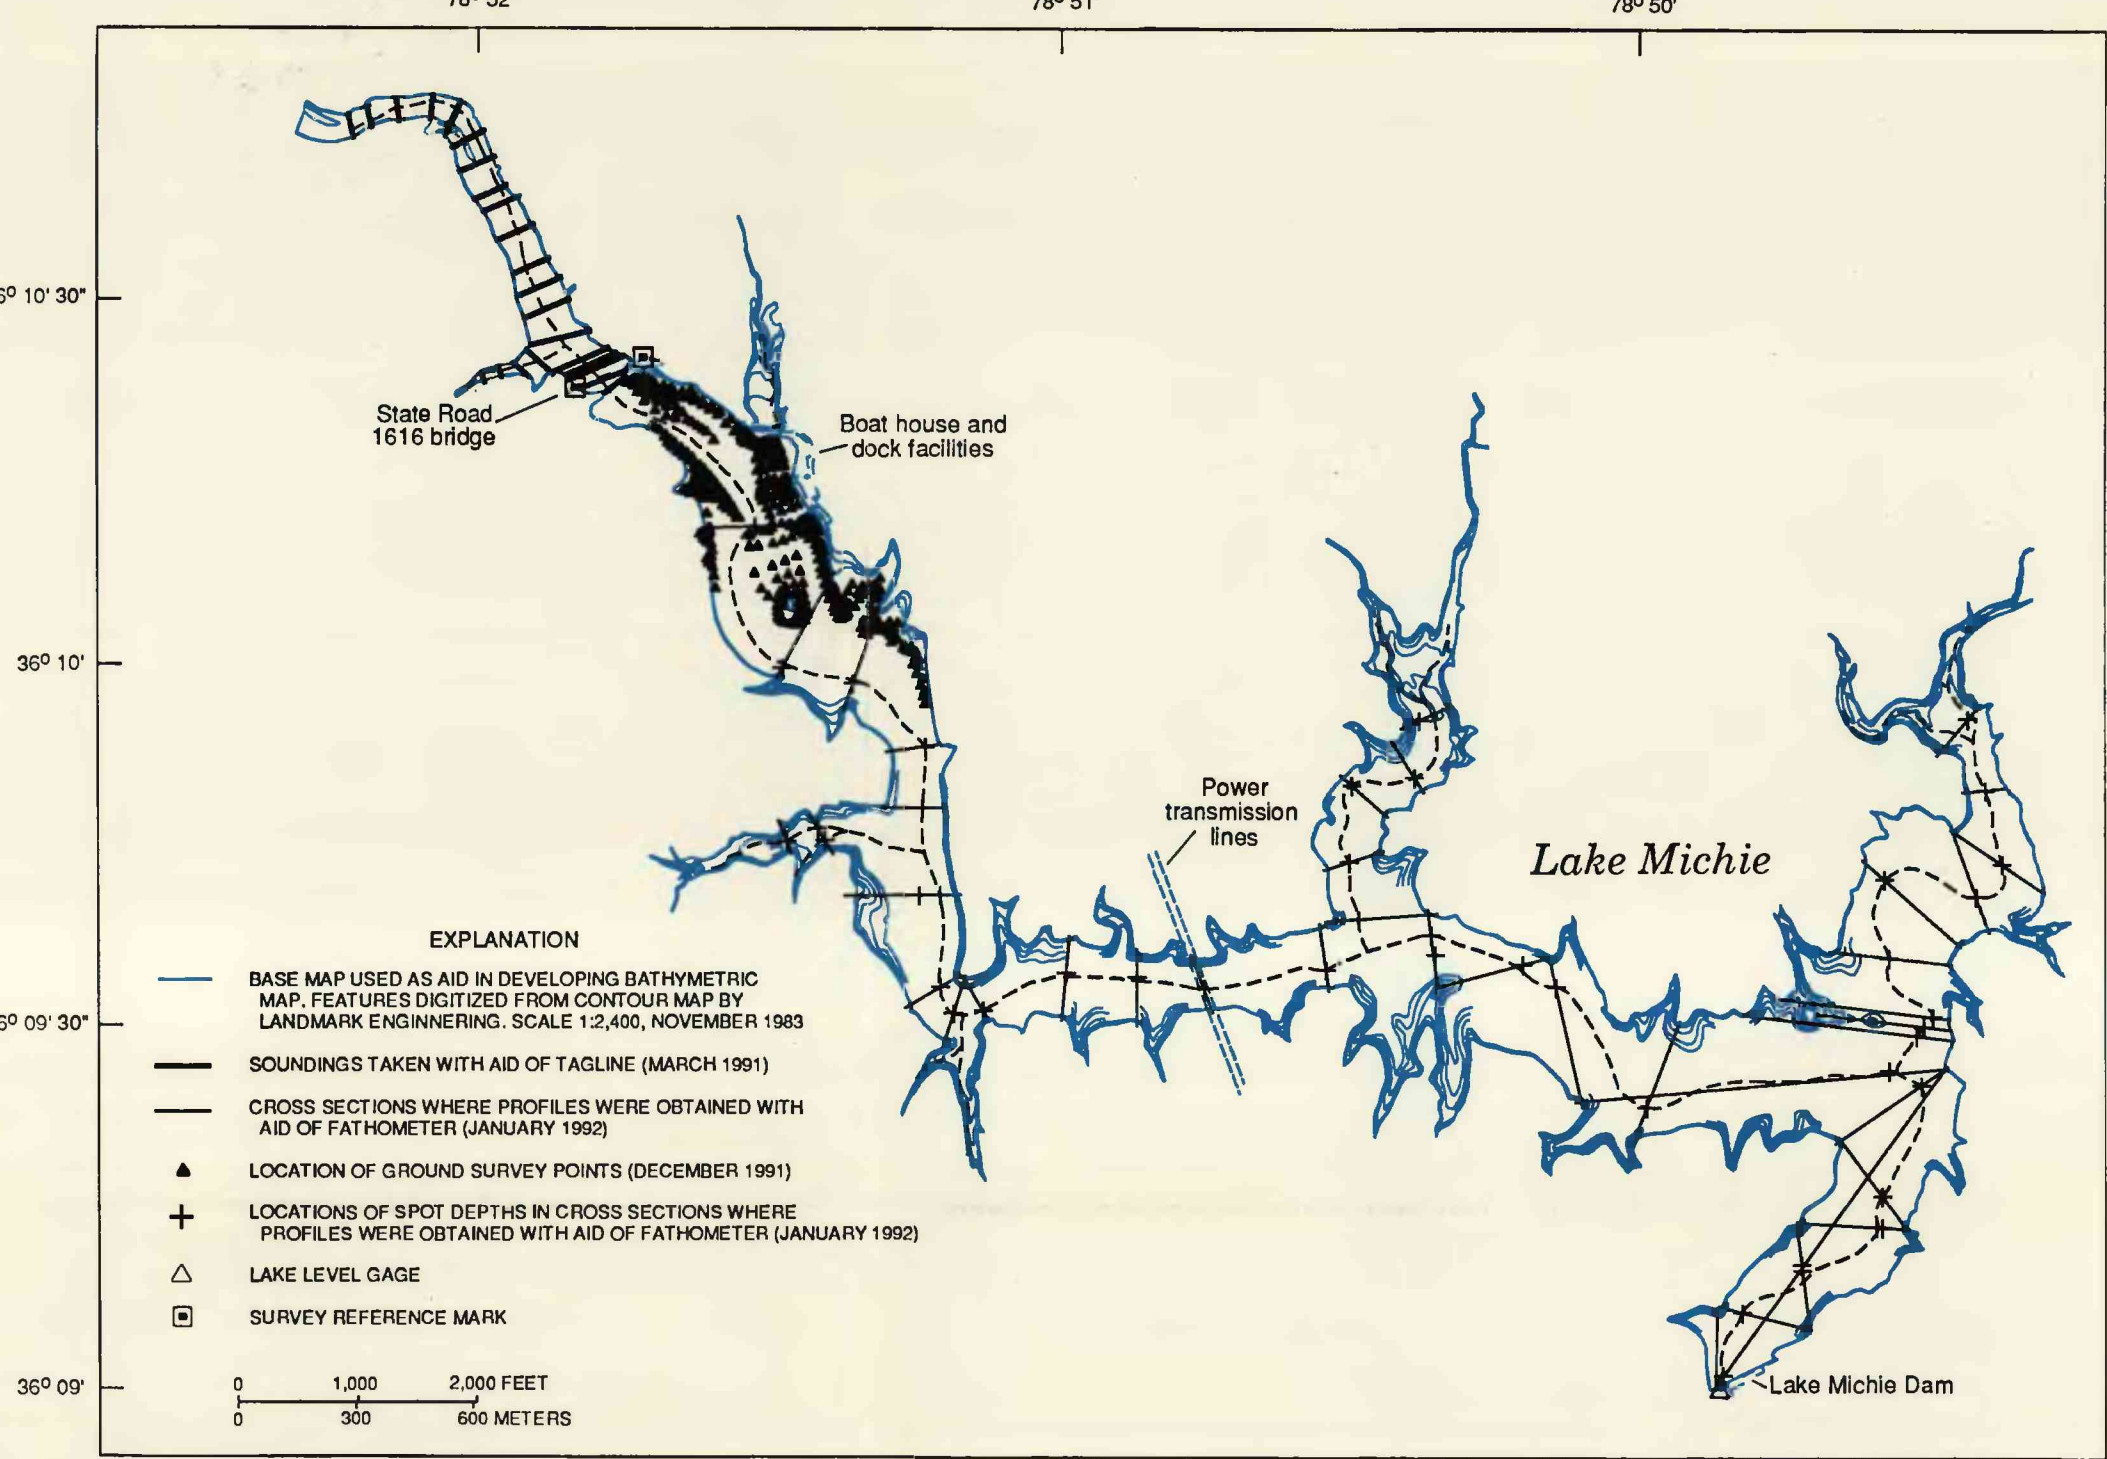 78° 52'
78° 51'
78° 50'
6° 10' 30"
State Road
1616 bridge
Boat house and
dock facilities
36° 10'
Power
transmission
lines
Lake Michie
EXPLANATION
BASE MAP USED AS AID IN DEVELOPING BATHYMETRIC
MAP. FEATURES DIGITIZED FROM CONTOUR MAP BY
LANDMARK ENGINNERING. SCALE 1:2,400, NOVEMBER 1983
6° 09' 30"
SOUNDINGS TAKEN WITH AID OF TAGLINE (MARCH 1991)
CROSS SECTIONS WHERE PROFILES WERE OBTAINED WITH
AID OF FATHOMETER (JANUARY 1992)
LOCATION OF GROUND SURVEY POINTS (DECEMBER 1991)
LOCATIONS OF SPOT DEPTHS IN CROSS SECTIONS WHERE
PROFILES WERE OBTAINED WITH AID OF FATHOMETER (JANUARY 1992)
LAKE LEVEL GAGE
SURVEY REFERENCE MARK
36° 09'
0 1,000 2,000 FEET
0 300 600 METERS
Lake Michie Dam